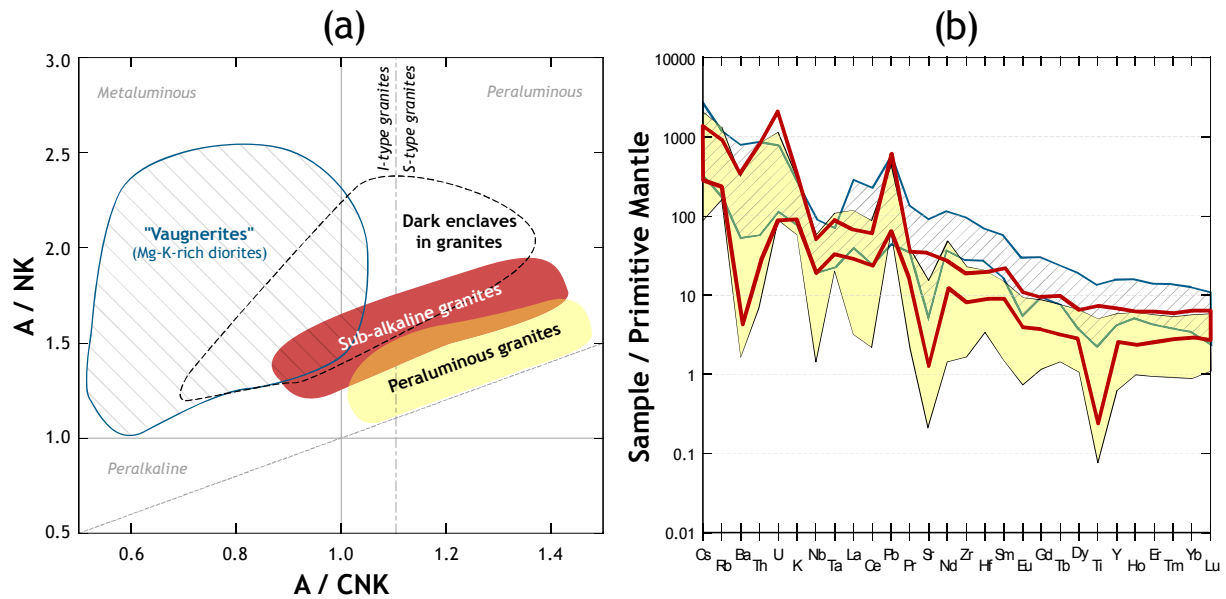 (a)
(b)
3.0
2.5
2.0
1.5
1.0
0.5
A / NK
Metaluminous
Peraluminous
I-type granites
S-type granites
"Vaugnerites"
(Mg-K-rich diorites)
Dark enclaves
in granites
Sub-alkaline granites
Peraluminous granites
Peralkaline
0.6 0.8 1.0 1.2 1.4
A / CNK
10000
1000
100
10
1
0.1
0.01
Sample / Primitive Mantle
Cs Ba U Nb La Pb Sr Zr Sm Gd Dy Y Er Yb
Rb Th K Ta Ce Pr Nd Hf Eu Tb Ti Ho Tm Lu